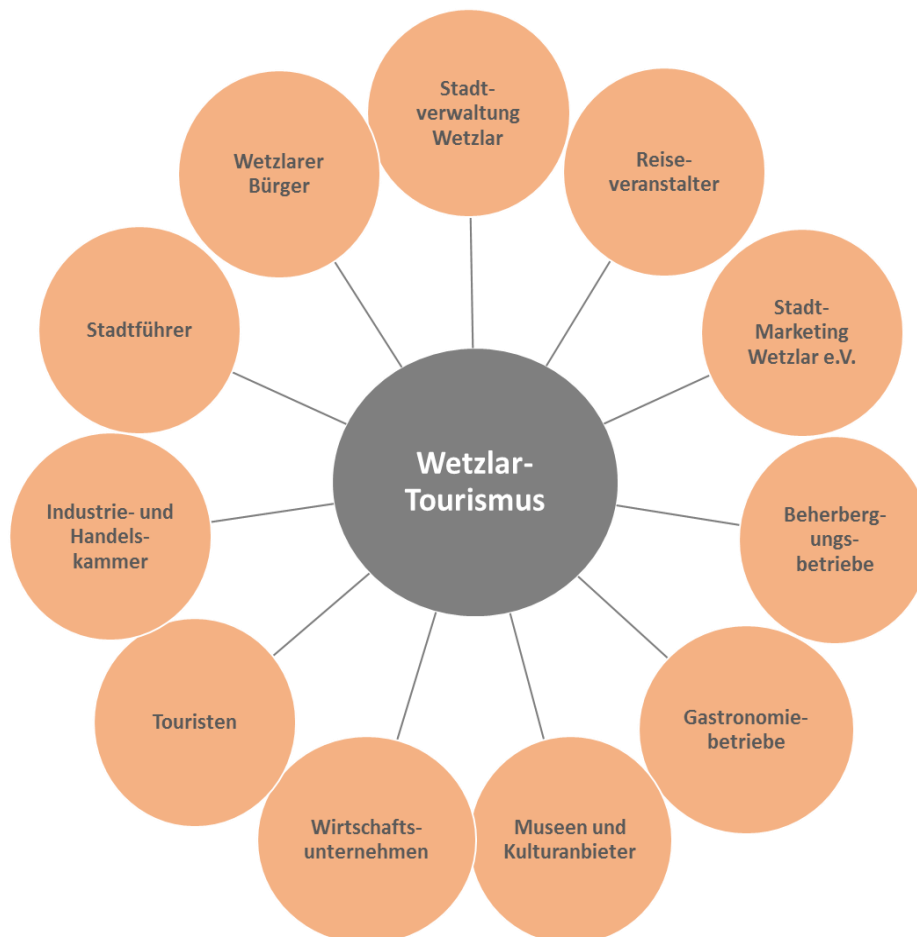 Stadt-
verwaltung
Wetzlar
Reise-
veranstalter
Stadt-
Marketing
Wetzlar e.V.
Beherberg-
ungs-
betriebe
Gastronomie-
betriebe
Museen und
Kulturanbieter
Wirtschafts-
unternehmen
Touristen
Industrie- und
Handels-
kammer
Stadtführer
Wetzlarer
Bürger
Wetzlar-
Tourismus